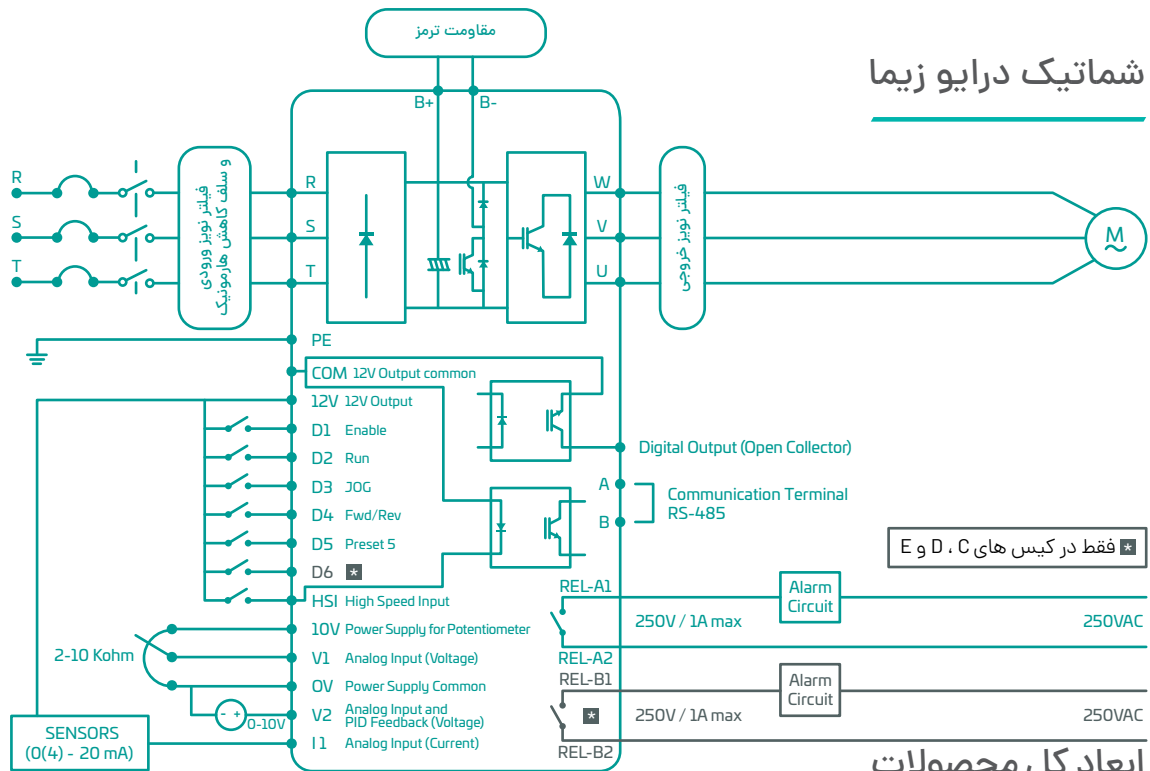 شماتیک درایو زیما
مقاومت ترمز
B+
B-
R
S
T
فیلتر نویز ورودی
و سلف کاهش هارمونیک
R
S
T
W
V
U
فیلتر نویز خروجی
M
PE
COM 12V Output common
12V 12V Output
D1 Enable
D2 Run
D3 JOG
D4 Fwd/Rev
D5 Preset 5
D6 *
HSI High Speed Input
10V Power Supply for Potentiometer
V1 Analog Input (Voltage)
0V Power Supply Common
V2 Analog Input and
PID Feedback (Voltage)
I1 Analog Input (Current)
2-10 Kohm
- +
0-10V
SENSORS
(0(4) - 20 mA)
Digital Output (Open Collector)
A
B
Communication Terminal
RS-485
* فقط در کیس های D ، C و E
REL-A1
250V / 1A max
Alarm
Circuit
250VAC
REL-A2
REL-B1
*
250V / 1A max
Alarm
Circuit
250VAC
REL-B2
ابعاد کل محصولات